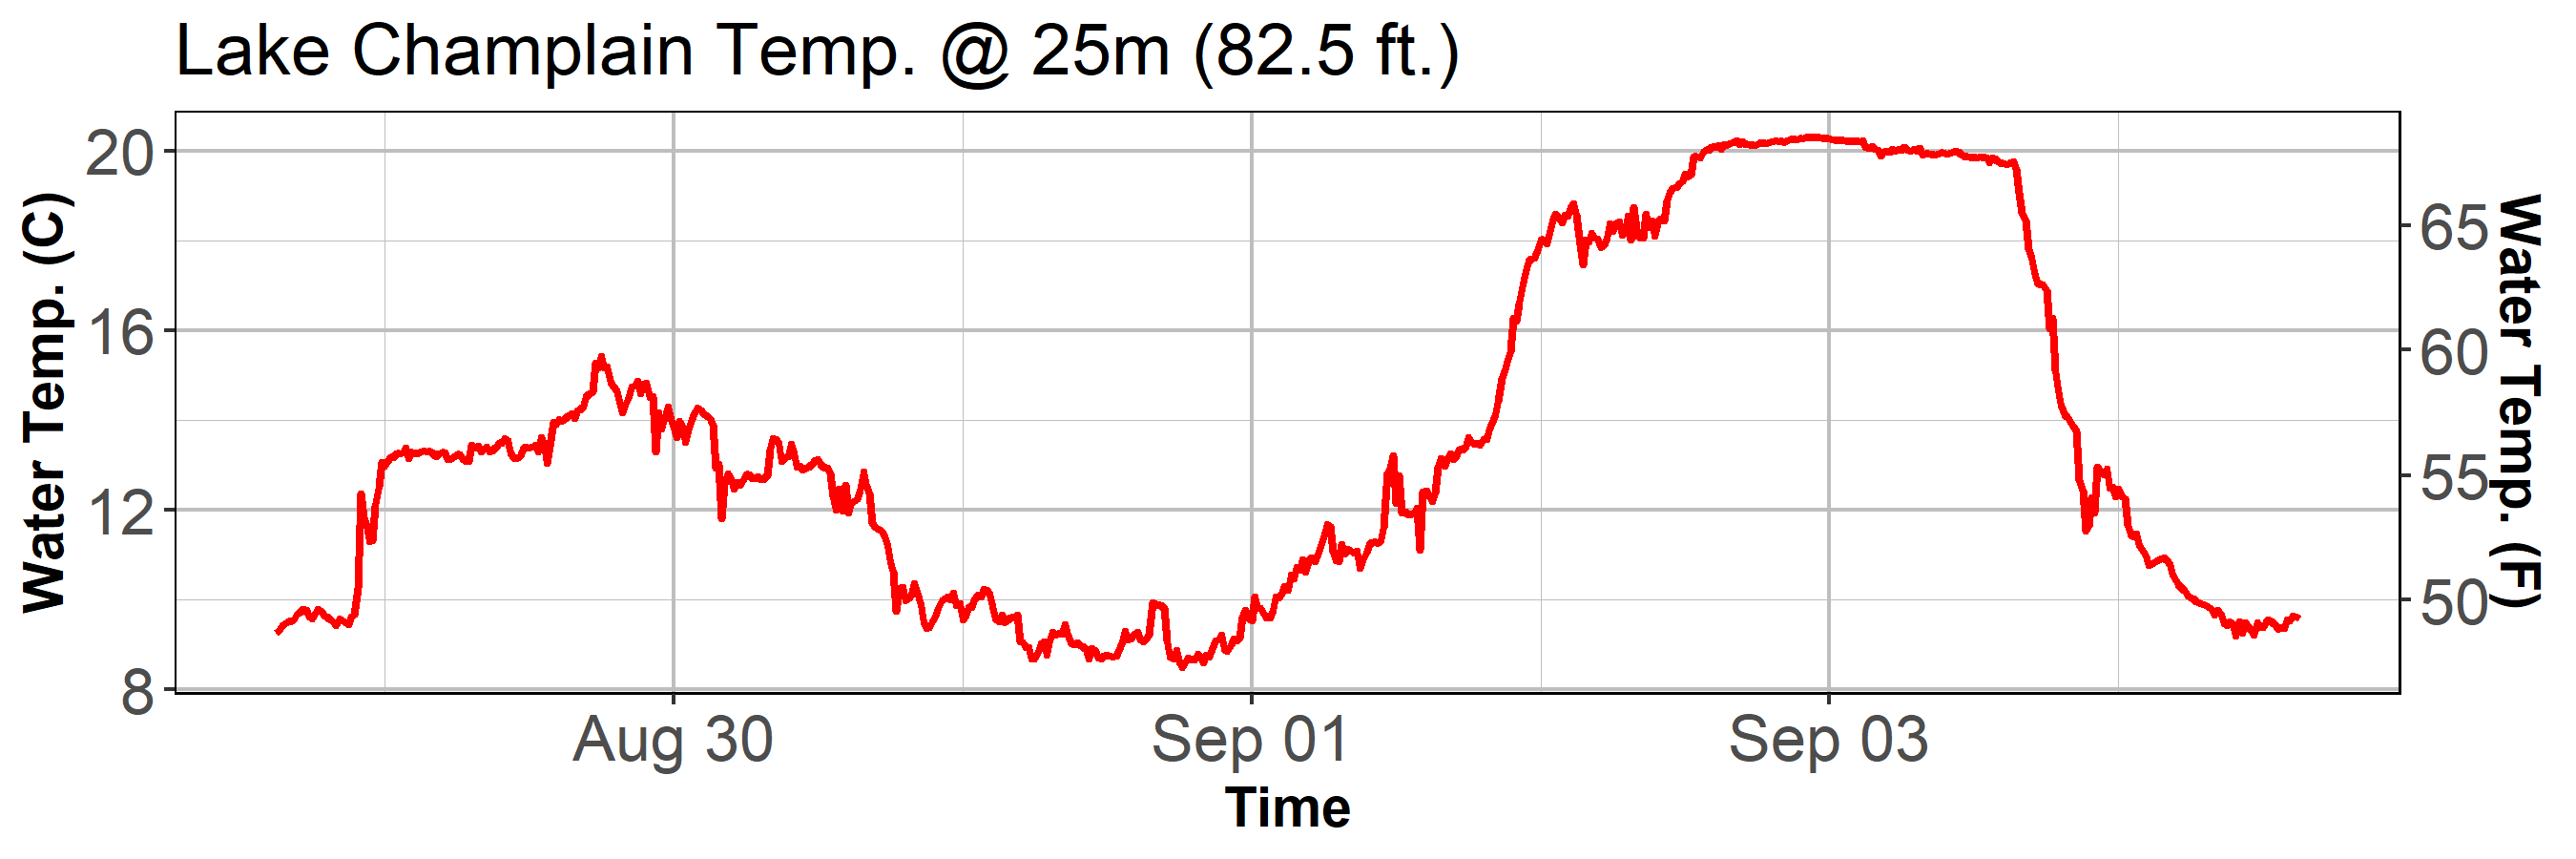 Lake Champlain Temp. @ 25m (82.5 ft.)
Water Temp. (C)
20
16
12
8
65
60
55
50
Water Temp. (F)
Aug 30
Sep 01
Sep 03
Time